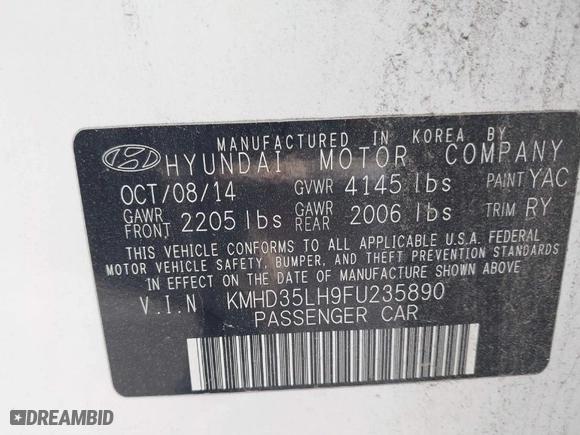 MANUFACTURED IN KOREA BY
HYUNDAI MOTOR COMPANY
OCT/08/14 GVWR 4145 lbs PAINT YAC
GAWR FRONT 2205 lbs GAWR REAR 2006 lbs TRIM RY
THIS VEHICLE CONFORMS TO ALL APPLICABLE U.S.A. FEDERAL
MOTOR VEHICLE SAFETY, BUMPER, AND THEFT PREVENTION STANDARDS
IN EFFECT ON THE DATE OF MANUFACTURE SHOWN ABOVE.
V.I.N KMHD35LH9FU235890
PASSENGER CAR
DREAMBID